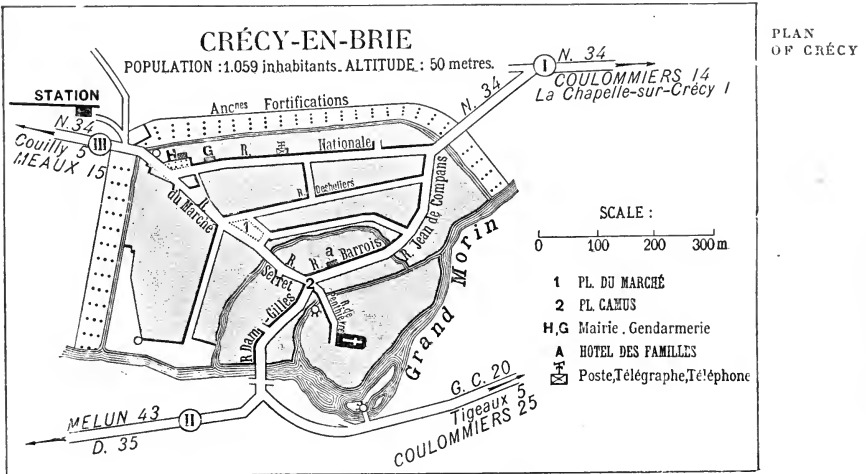 PLAN
OF CRÉCY
CRÉCY-EN-BRIE
POPULATION : 1.059 inhabitants. ALTITUDE : 50 metres.
I
N. 34
COULOMMIERS 14
La Chapelle-sur-Crécy 1
N. 34
STATION
N.34
III
Couilly 5
MEAUX 15
Ancnes Fortifications
H
G
R. Nationale
R. Desbellers
R. du Marché
1
R. Jean de Compans
a
R. Barrois
R. Serret
2
R. Dam-Gilles
R. de
Grand Morin
SCALE :
0 100 200 300 m
1 PL. DU MARCHÉ
2 PL. CAMUS
H,G Mairie . Gendarmerie
A HOTEL DES FAMILLES
Poste,Télégraphe,Téléphone
MELUN 43
II
D. 35
G. C. 20
Tigeaux 5
COULOMMIERS 25